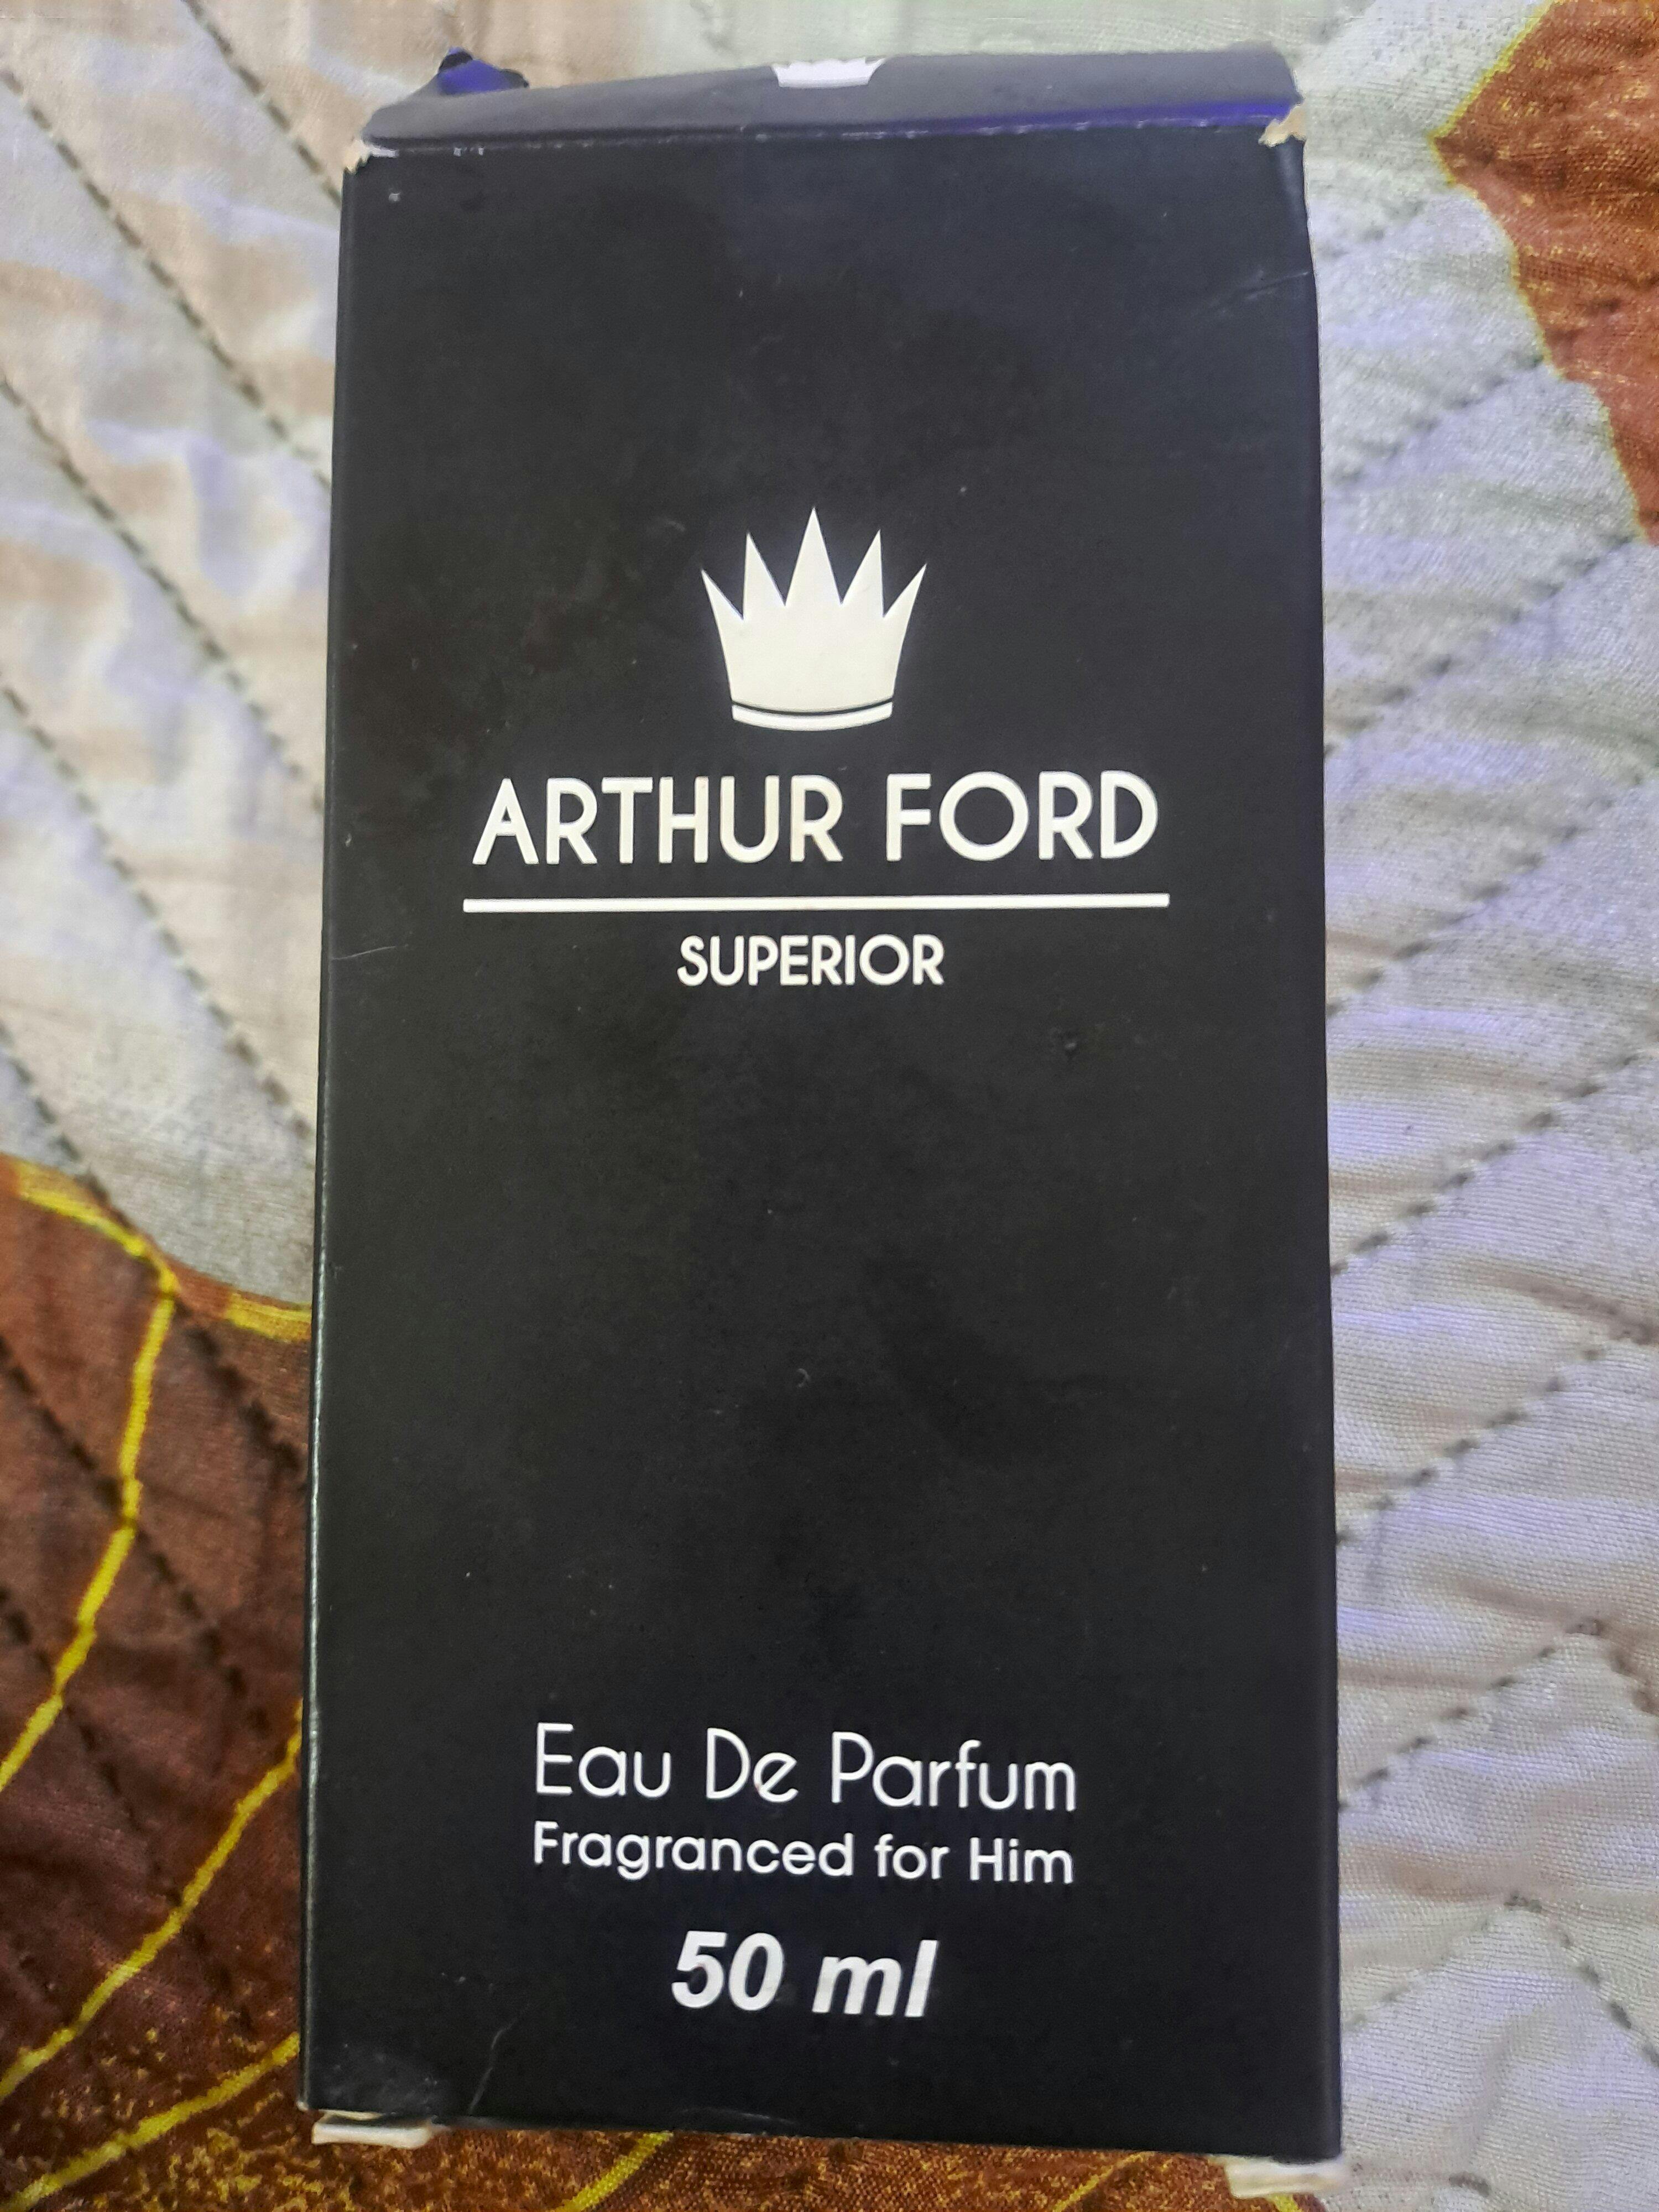 ARTHUR FORD
SUPERIOR
Eau De Parfum
Fragranced for Him
50 ml